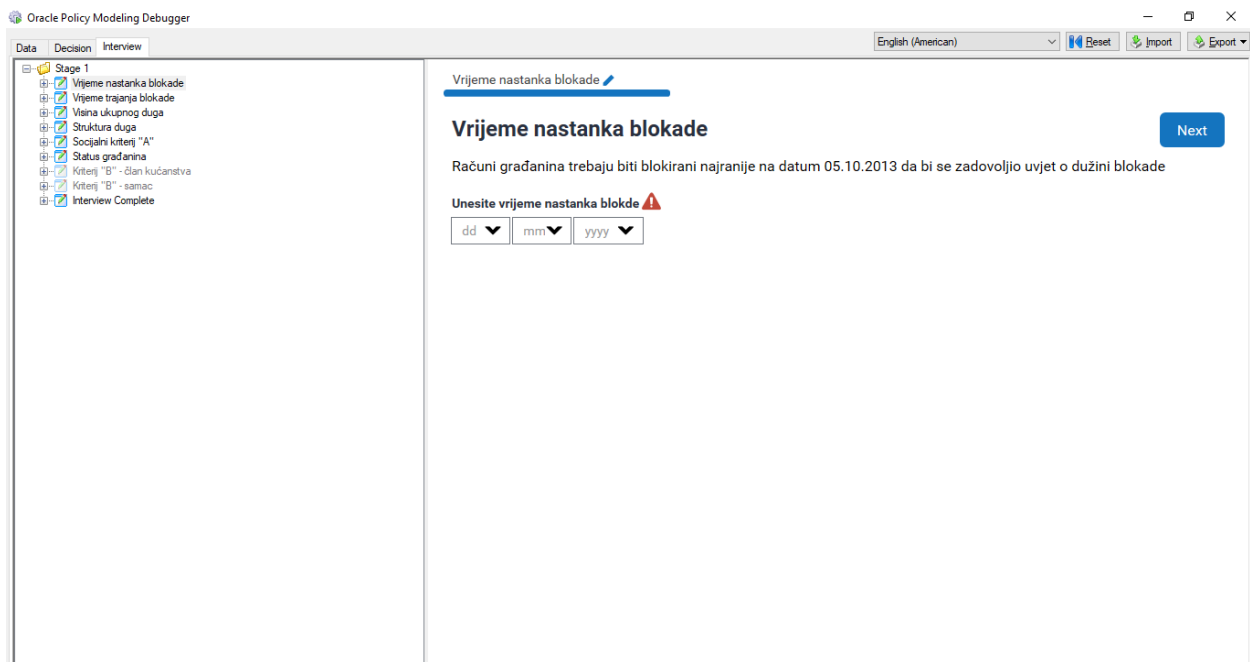 Oracle Policy Modeling Debugger
Data Decision Interview
English (American) Reset Import Export
Stage 1
Vrijeme nastanka blokade
Vrijeme trajanja blokade
Visina ukupnog duga
Struktura duga
Socijalni kriterij "A"
Status građanina
Kriterij "B" - član kućanstva
Kriterij "B" - samac
Interview Complete
Vrijeme nastanka blokade
Vrijeme nastanka blokade
Next
Računi građanina trebaju biti blokirani najranije na datum 05.10.2013 da bi se zadovoljio uvjet o dužini blokade
Unesite vrijeme nastanka blokde
dd mm yyyy